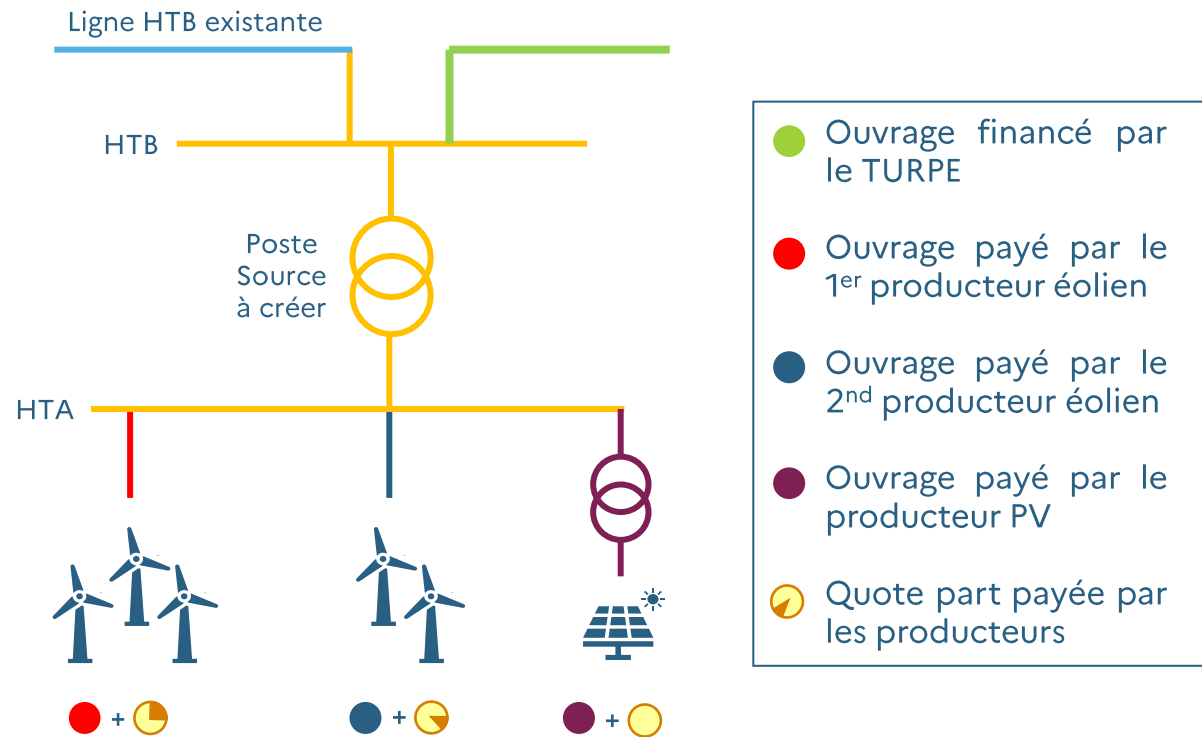 Ligne HTB existante
HTB
Poste
Source
à créer
HTA
+
+
+
Ouvrage financé par
le TURPE
Ouvrage payé par le
1er producteur éolien
Ouvrage payé par le
2nd producteur éolien
Ouvrage payé par le
producteur PV
Quote part payée par
les producteurs